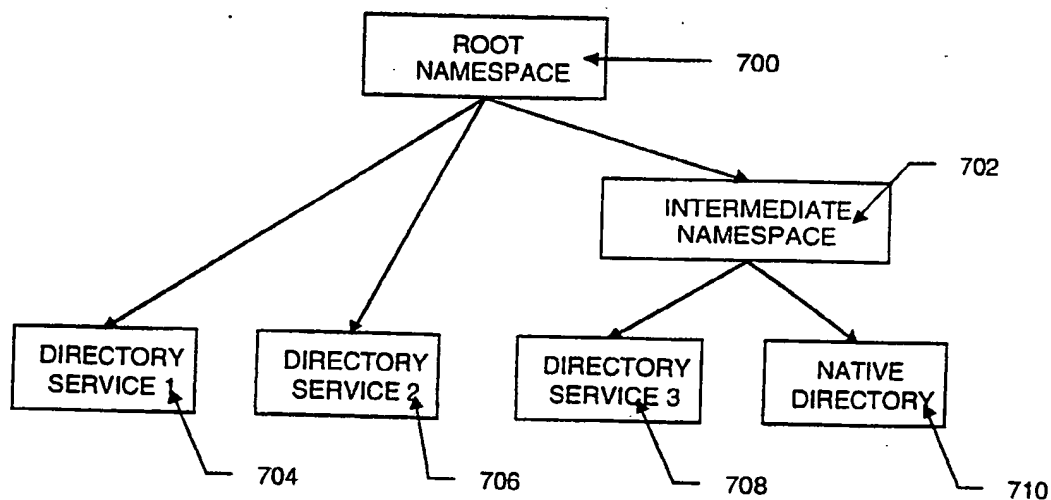 ROOT
NAMESPACE
700
702
INTERMEDIATE
NAMESPACE
DIRECTORY
SERVICE 1
DIRECTORY
SERVICE 2
DIRECTORY
SERVICE 3
NATIVE
DIRECTORY
704
706
708
710